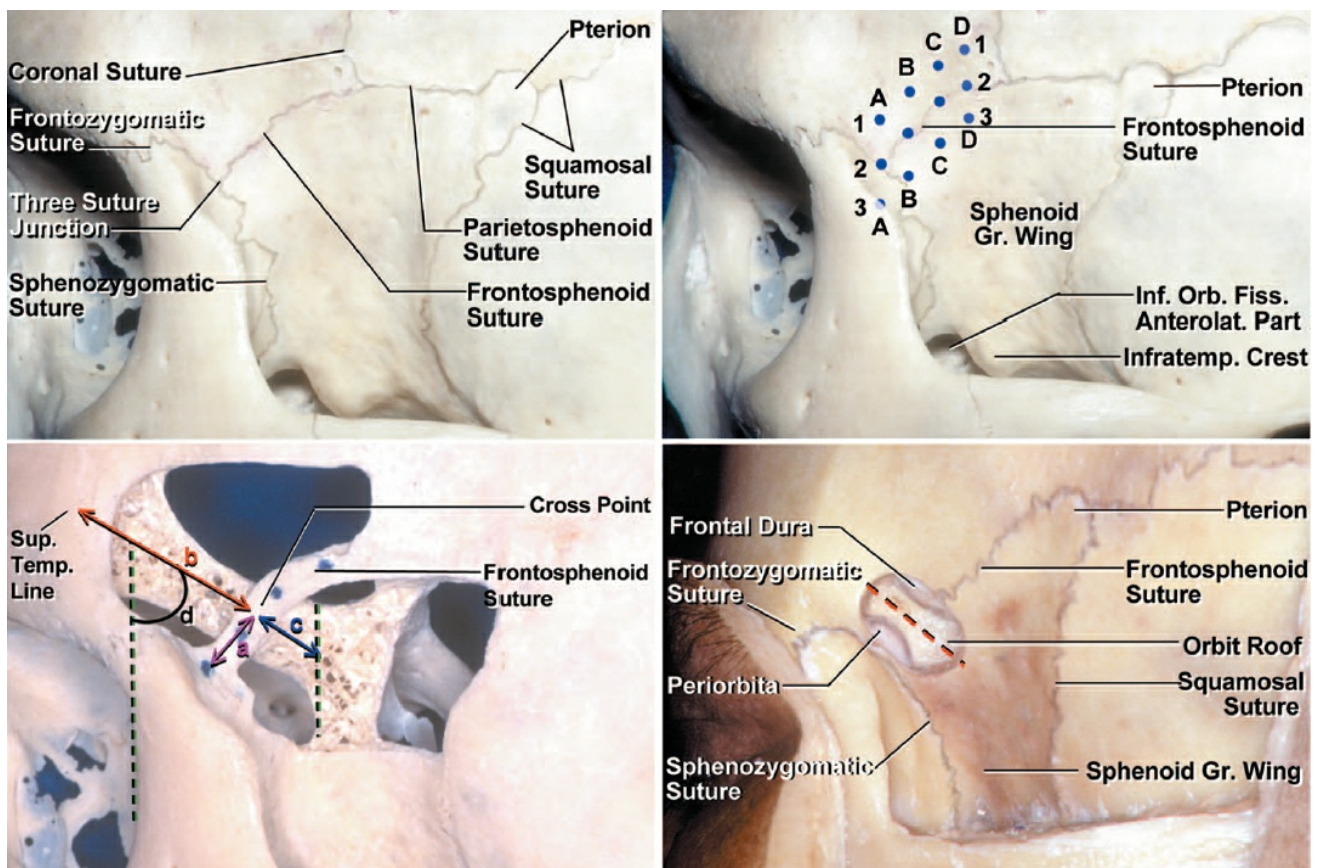 Pterion
Coronal Suture
Frontozygomatic
Suture
Squamosal
Suture
Three Suture
Junction
Parietosphenoid
Suture
Sphenozygomatic
Suture
Frontosphenoid
Suture
D
C
1
B
2
Pterion
A
3
1
Frontosphenoid
Suture
D
C
2
B
3
A
Sphenoid
Gr. Wing
Inf. Orb. Fiss.
Anterolat. Part
Infratemp. Crest
Cross Point
Sup.
Temp.
Line
b
Frontosphenoid
Suture
d
c
a
Pterion
Frontal Dura
Frontozygomatic
Suture
Frontosphenoid
Suture
Orbit Roof
Periorbita
Squamosal
Suture
Sphenozygomatic
Suture
Sphenoid Gr. Wing